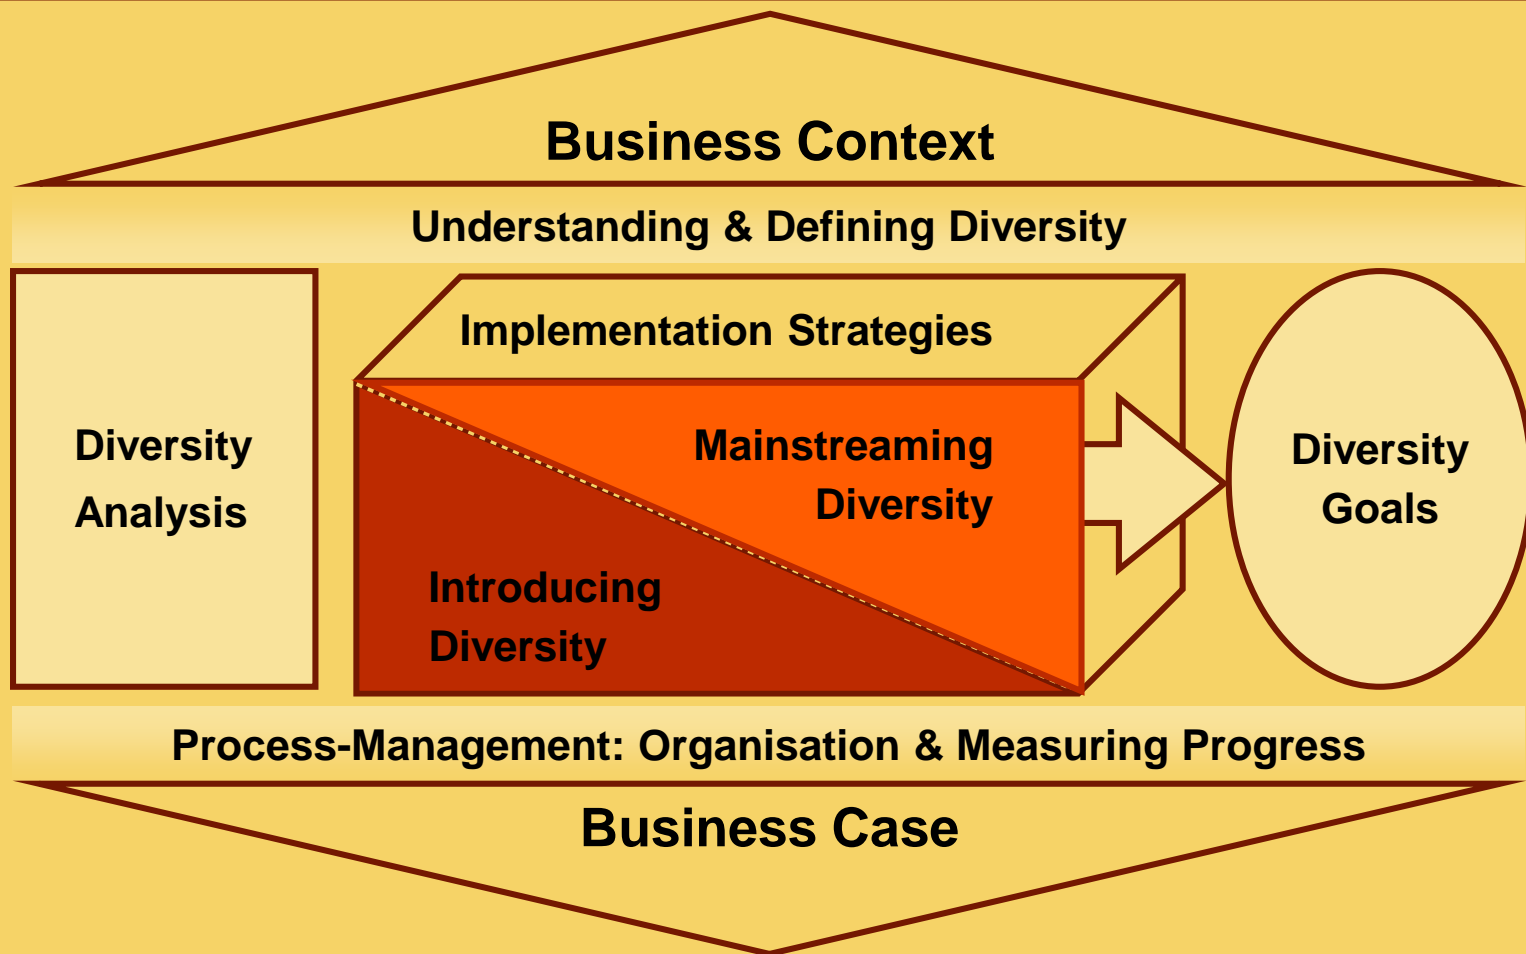 Business Context
Understanding & Defining Diversity
Implementation Strategies
Diversity
Analysis
Mainstreaming
Diversity
Introducing
Diversity
Diversity
Goals
Process-Management: Organisation & Measuring Progress
Business Case